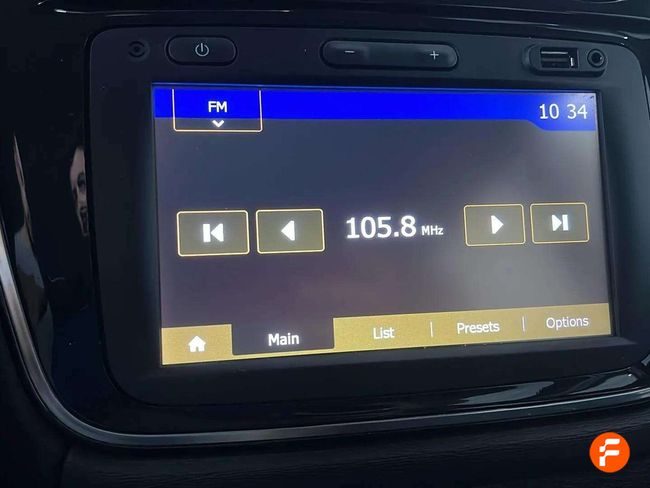 FM
10 34
105.8 MHz
Main
List
Presets
Options